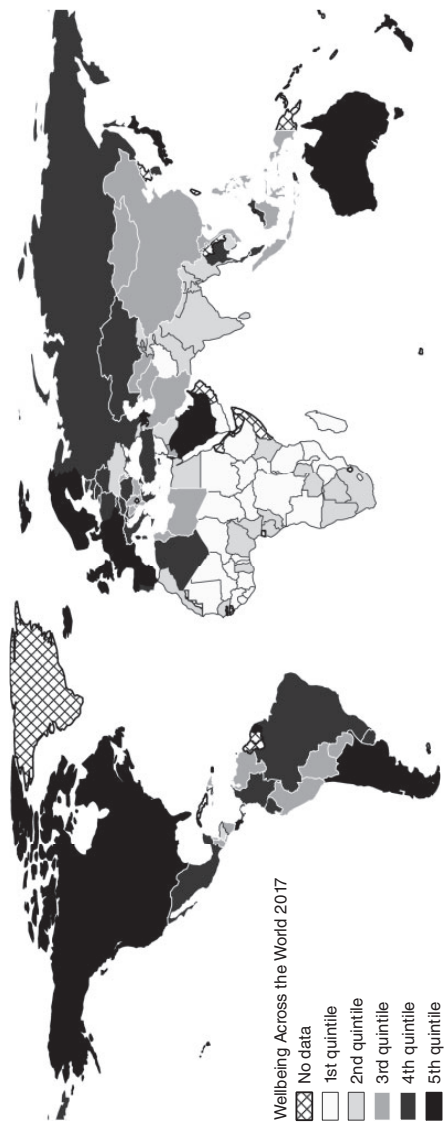 Wellbeing Across the World 2017
No data
1st quintile
2nd quintile
3rd quintile
4th quintile
5th quintile